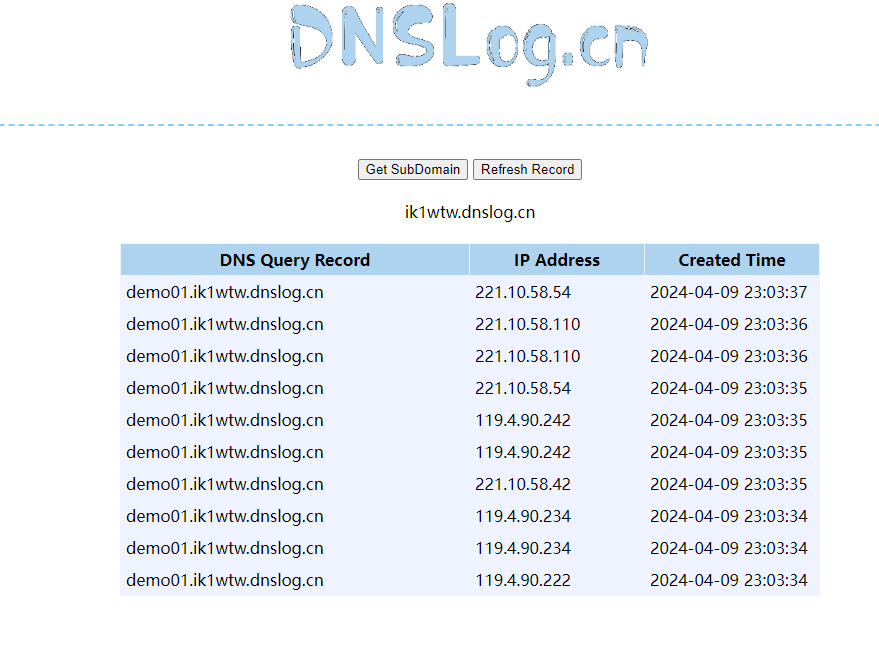 DNSLog.cn
Get SubDomain Refresh Record
ik1wtw.dnslog.cn
DNS Query Record IP Address Created Time
demo01.ik1wtw.dnslog.cn 221.10.58.54 2024-04-09 23:03:37
demo01.ik1wtw.dnslog.cn 221.10.58.110 2024-04-09 23:03:36
demo01.ik1wtw.dnslog.cn 221.10.58.110 2024-04-09 23:03:36
demo01.ik1wtw.dnslog.cn 221.10.58.54 2024-04-09 23:03:35
demo01.ik1wtw.dnslog.cn 119.4.90.242 2024-04-09 23:03:35
demo01.ik1wtw.dnslog.cn 119.4.90.242 2024-04-09 23:03:35
demo01.ik1wtw.dnslog.cn 221.10.58.42 2024-04-09 23:03:35
demo01.ik1wtw.dnslog.cn 119.4.90.234 2024-04-09 23:03:34
demo01.ik1wtw.dnslog.cn 119.4.90.234 2024-04-09 23:03:34
demo01.ik1wtw.dnslog.cn 119.4.90.222 2024-04-09 23:03:34